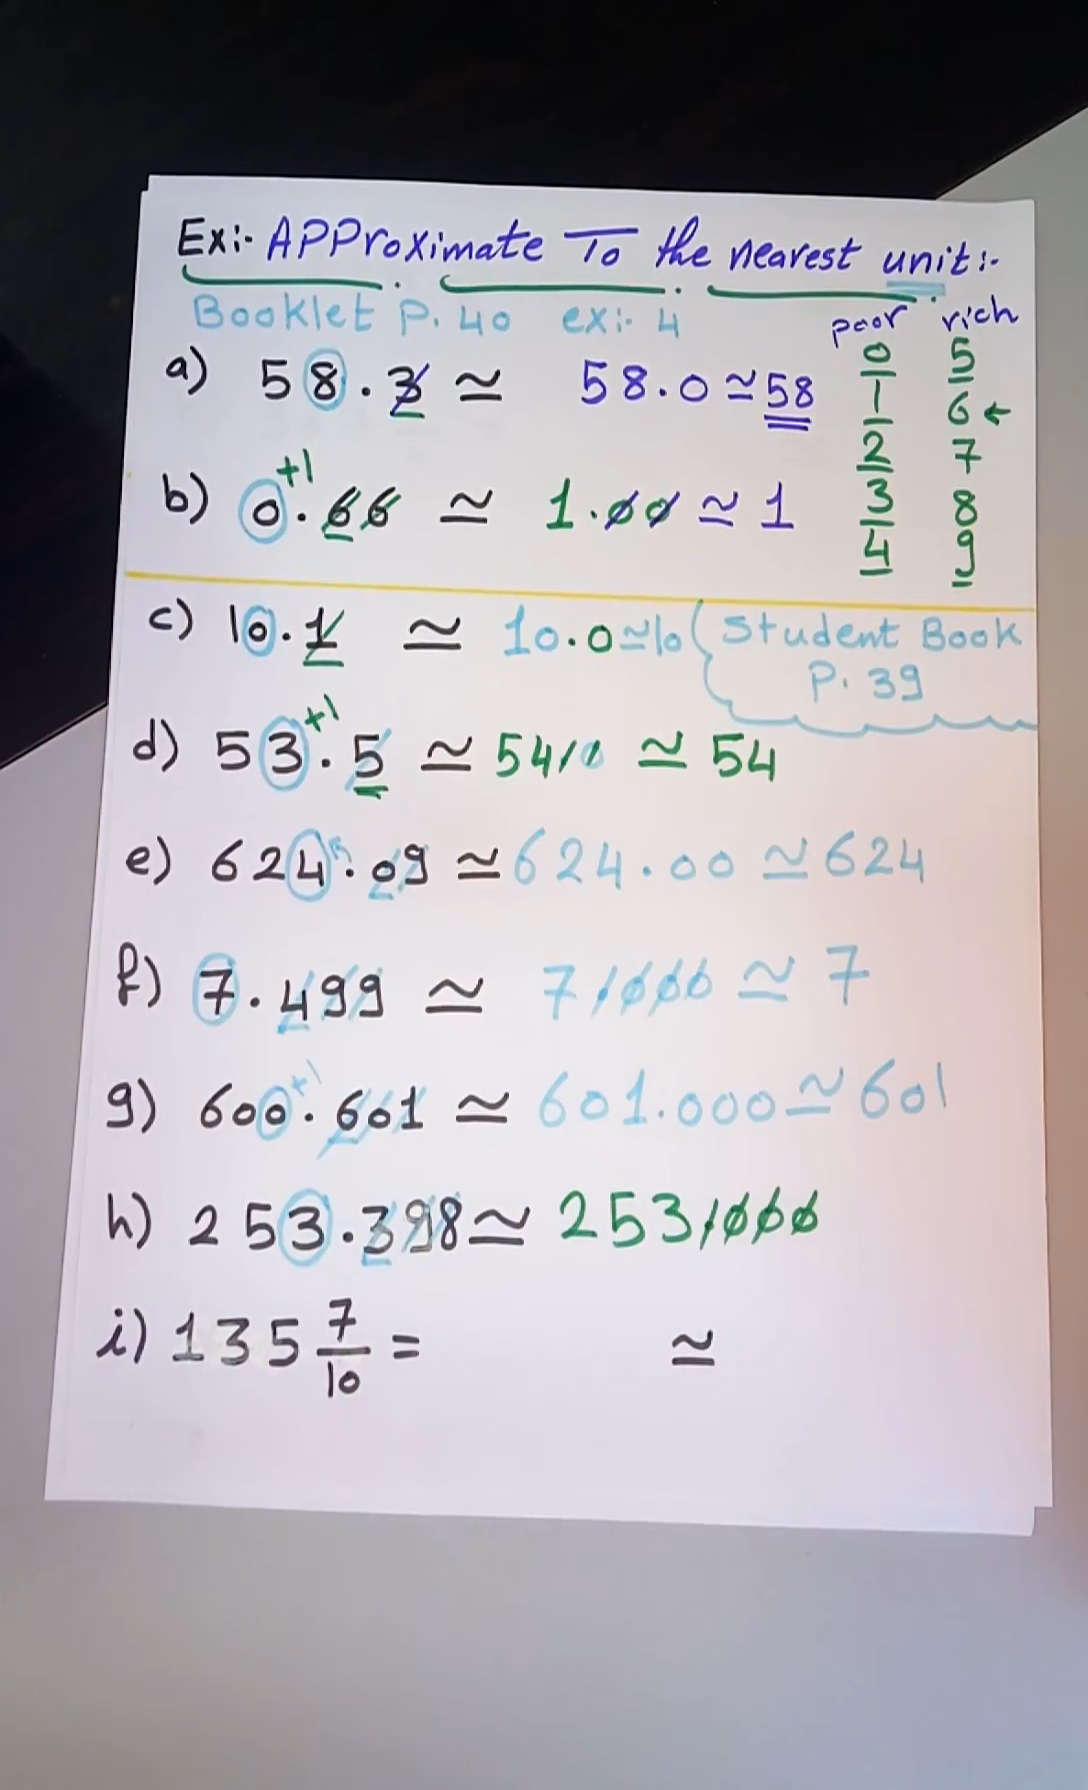 Ex:- APProximate To the nearest unit:-
Booklet P. 40 ex:- 4
poor rich
0 5
1 6 ←
2 7
3 8
4 9
a) 58.3 ≃ 58.0 ≃ 58
+1
b) 0.66 ≃ 1.00 ≃ 1
c) 10.1 ≃ 10.0 ≃ 10
Student Book
P. 39
+1
d) 53.5 ≃ 54.0 ≃ 54
e) 624.09 ≃ 624.00 ≃ 624
f) 7.499 ≃ 7.000 ≃ 7
+1
g) 600.601 ≃ 601.000 ≃ 601
h) 253.398 ≃ 253.000
i) 135 7/10 = ≃